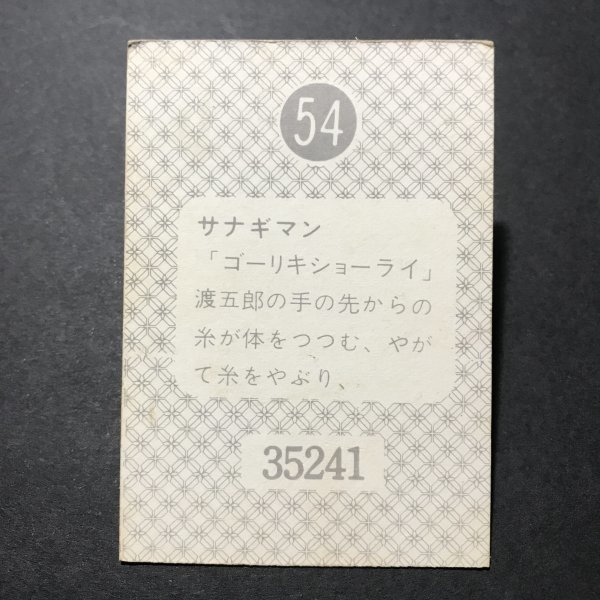 54
サナギマン
「ゴーリキショーライ」
渡五郎の手の先からの
糸が体をつつむ、やが
て糸をやぶり、
35241